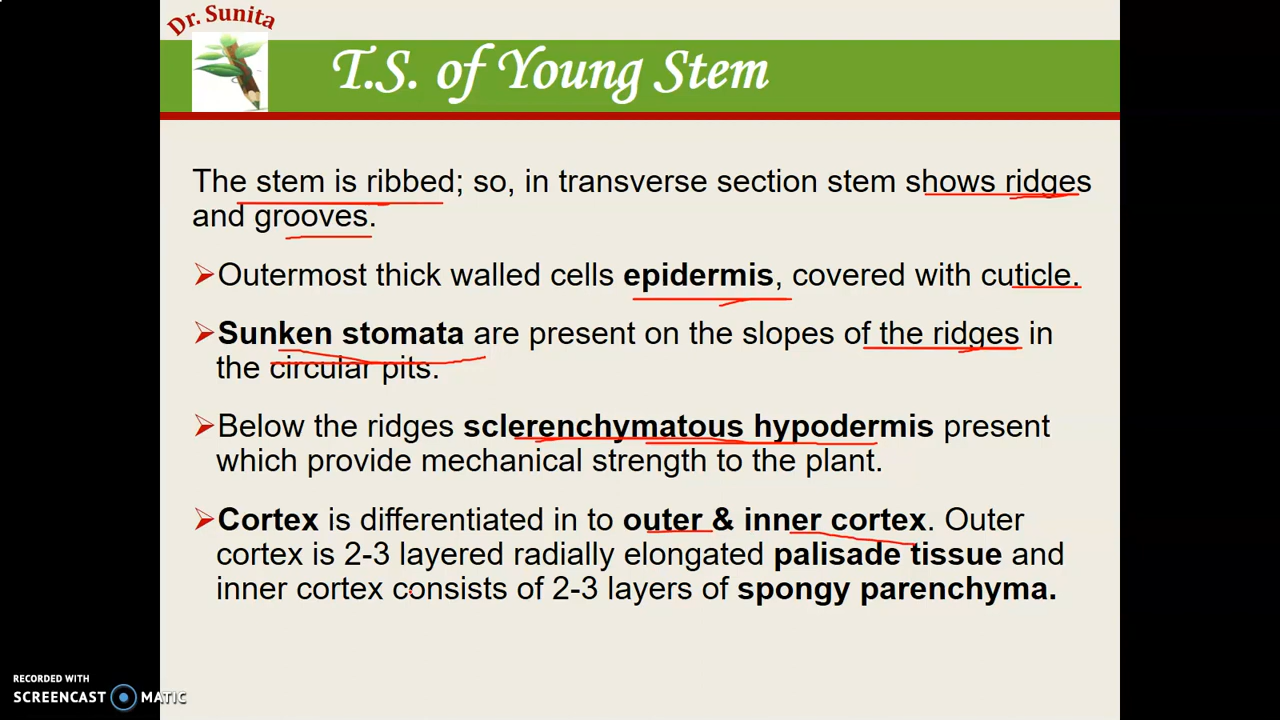 Dr. Sunita
T.S. of Young Stem
The stem is ribbed; so, in transverse section stem shows ridges
and grooves.
Outermost thick walled cells epidermis, covered with cuticle.
Sunken stomata are present on the slopes of the ridges in
the circular pits.
Below the ridges sclerenchymatous hypodermis present
which provide mechanical strength to the plant.
Cortex is differentiated in to outer & inner cortex. Outer
cortex is 2-3 layered radially elongated palisade tissue and
inner cortex consists of 2-3 layers of spongy parenchyma.
RECORDED WITH
SCREENCAST MATIC